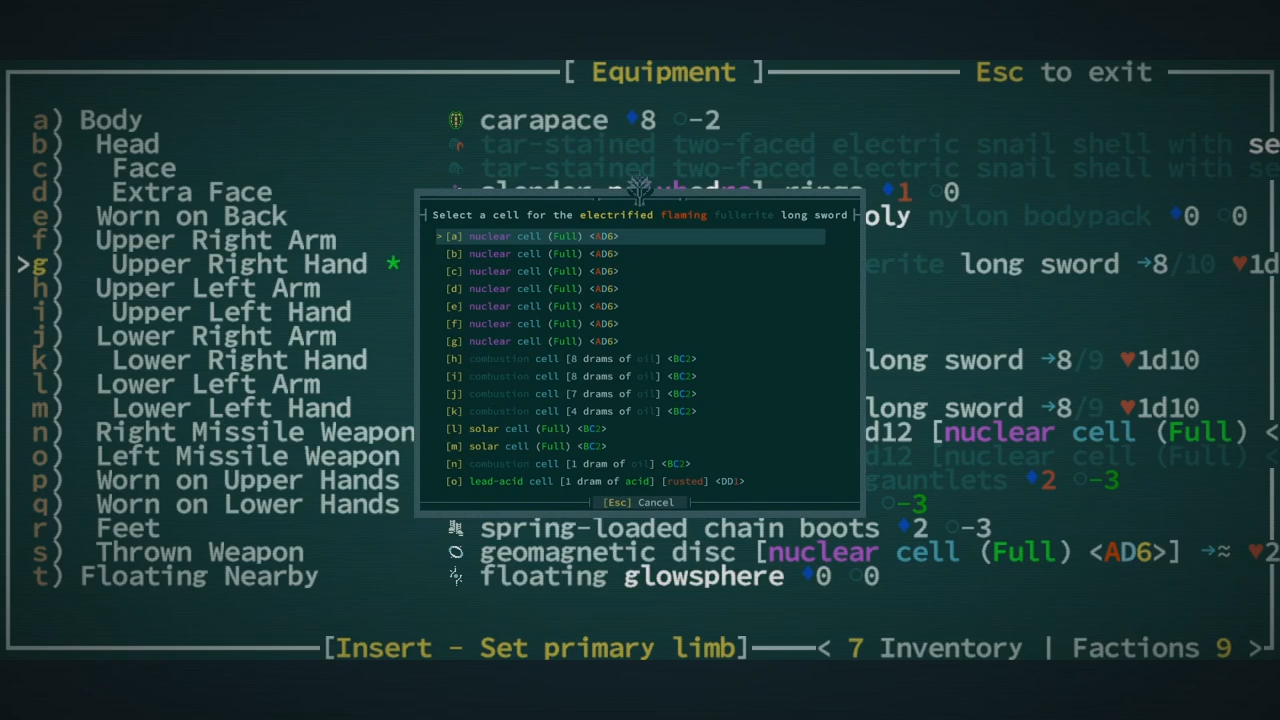 [ Equipment ] Esc to exit
a) Body carapace ♦8 ○-2
b) Head tar-stained two-faced electric snail shell with se
c) Face tar-stained two-faced electric snail shell with se
d) Extra Face ♦1 ○0
e) Worn on Back oly nylon bodypack ♦0 ○0
f) Upper Right Arm
>g) Upper Right Hand * erite long sword →8/10 ♥1d
h) Upper Left Arm
i) Upper Left Hand
j) Lower Right Arm
k) Lower Right Hand long sword →8/9 ♥1d10
l) Lower Left Arm
m) Lower Left Hand long sword →8/9 ♥1d10
n) Right Missile Weapon d12 [nuclear cell (Full) <
o) Left Missile Weapon d12 [nuclear cell (Full) <
p) Worn on Upper Hands gauntlets ♦2 ○-3
q) Worn on Lower Hands ○-3
r) Feet spring-loaded chain boots ♦2 ○-3
s) Thrown Weapon geomagnetic disc [nuclear cell (Full) <AD6>] →≈ ♥2
t) Floating Nearby floating glowsphere ♦0 ○0
[Insert - Set primary limb] < 7 Inventory | Factions 9 >
Select a cell for the electrified flaming fullerite long sword
> [a] nuclear cell (Full) <AD6>
[b] nuclear cell (Full) <AD6>
[c] nuclear cell (Full) <AD6>
[d] nuclear cell (Full) <AD6>
[e] nuclear cell (Full) <AD6>
[f] nuclear cell (Full) <AD6>
[g] nuclear cell (Full) <AD6>
[h] combustion cell [8 drams of oil] <BC2>
[i] combustion cell [8 drams of oil] <BC2>
[j] combustion cell [7 drams of oil] <BC2>
[k] combustion cell [4 drams of oil] <BC2>
[l] solar cell (Full) <BC2>
[m] solar cell (Full) <BC2>
[n] combustion cell [1 dram of oil] <BC2>
[o] lead-acid cell [1 dram of acid] [rusted] <DD1>
[Esc] Cancel